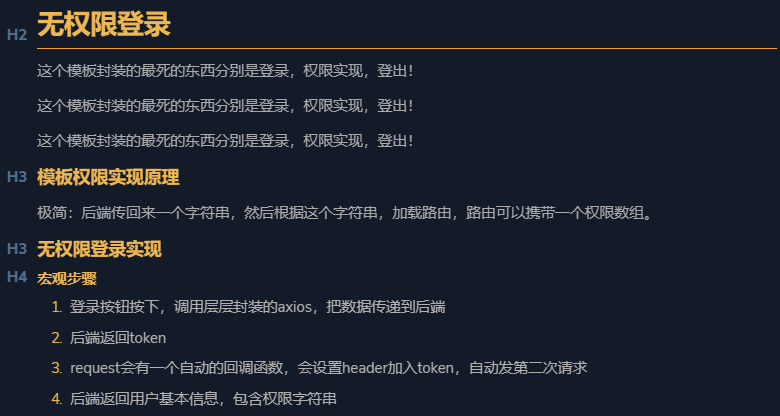 H2 无权限登录
这个模板封装的最死的东西分别是登录，权限实现，登出！
这个模板封装的最死的东西分别是登录，权限实现，登出！
这个模板封装的最死的东西分别是登录，权限实现，登出！
H3 模板权限实现原理
极简：后端传回来一个字符串，然后根据这个字符串，加载路由，路由可以携带一个权限数组。
H3 无权限登录实现
H4 宏观步骤
1. 登录按钮按下，调用层层封装的axios，把数据传递到后端
2. 后端返回token
3. request会有一个自动的回调函数，会设置header加入token，自动发第二次请求
4. 后端返回用户基本信息，包含权限字符串